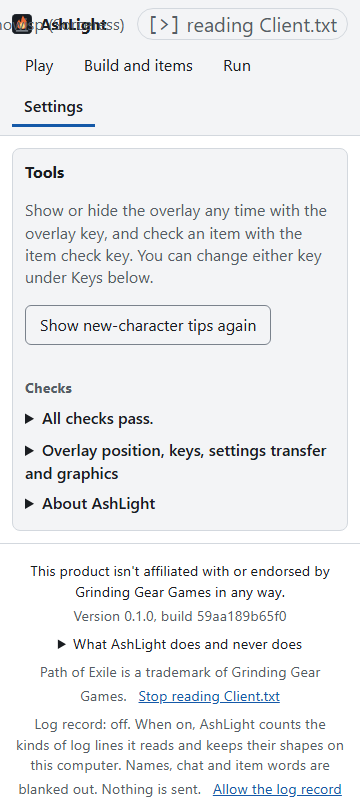 AshLight
[>] reading Client.txt
Play Build and items Run
Settings
Tools
Show or hide the overlay any time with the
overlay key, and check an item with the
item check key. You can change either key
under Keys below.
Show new-character tips again
Checks
▶ All checks pass.
▶ Overlay position, keys, settings transfer
and graphics
▶ About AshLight
This product isn't affiliated with or endorsed by
Grinding Gear Games in any way.
Version 0.1.0, build 59aa189b65f0
▶ What AshLight does and never does
Path of Exile is a trademark of Grinding Gear
Games. Stop reading Client.txt
Log record: off. When on, AshLight counts the
kinds of log lines it reads and keeps their shapes on
this computer. Names, chat and item words are
blanked out. Nothing is sent. Allow the log record